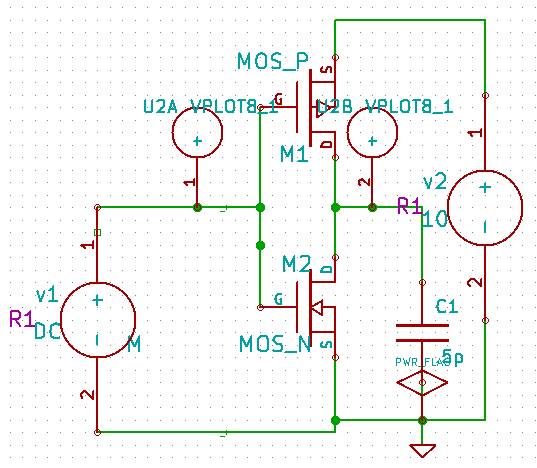 MOS_P
S
U2A VPLOT8_1
G
U2B VPLOT8_1
D
M1
1
2
1
v2
R1
10
M2
D
G
1
2
v1
R1
DC
M
MOS_N
S
C1
5p
PWR_FLAG
2